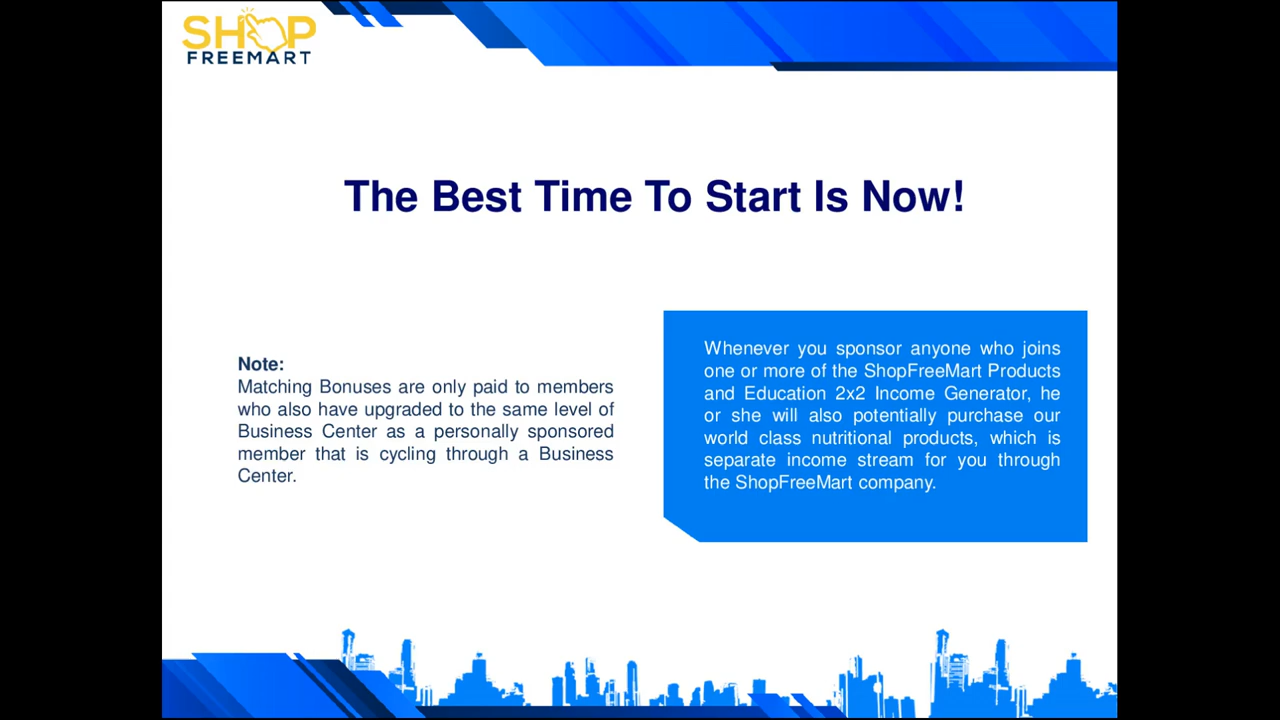 SHOP
FREEMART
The Best Time To Start Is Now!
Note:
Matching Bonuses are only paid to members
who also have upgraded to the same level of
Business Center as a personally sponsored
member that is cycling through a Business
Center.
Whenever you sponsor anyone who joins
one or more of the ShopFreeMart Products
and Education 2x2 Income Generator, he
or she will also potentially purchase our
world class nutritional products, which is
separate income stream for you through
the ShopFreeMart company.